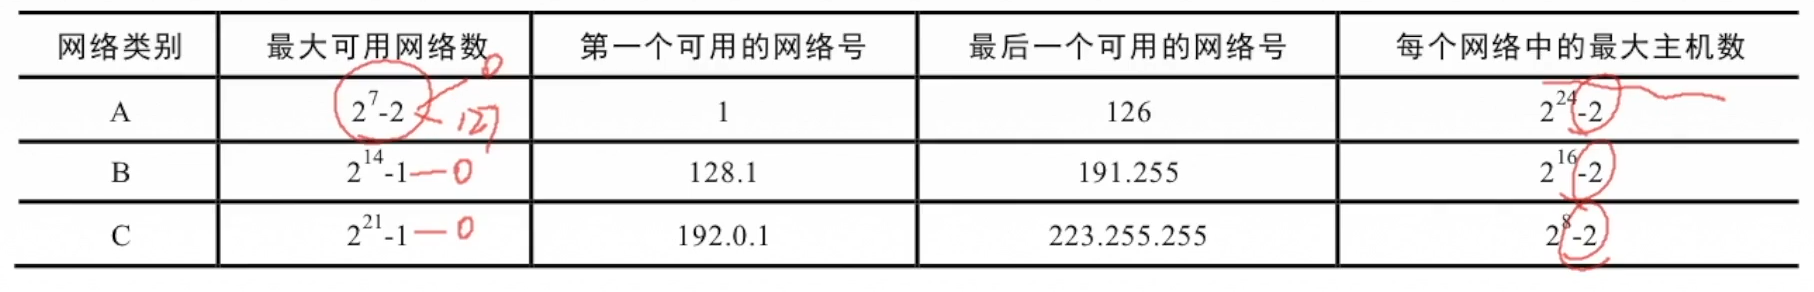 网络类别 最大可用网络数 第一个可用的网络号 最后一个可用的网络号 每个网络中的最大主机数
0
A 2^7-2 1 126 2^24-2
127
B 2^14-1 — 0 128.1 191.255 2^16-2
C 2^21-1 — 0 192.0.1 223.255.255 2^8-2